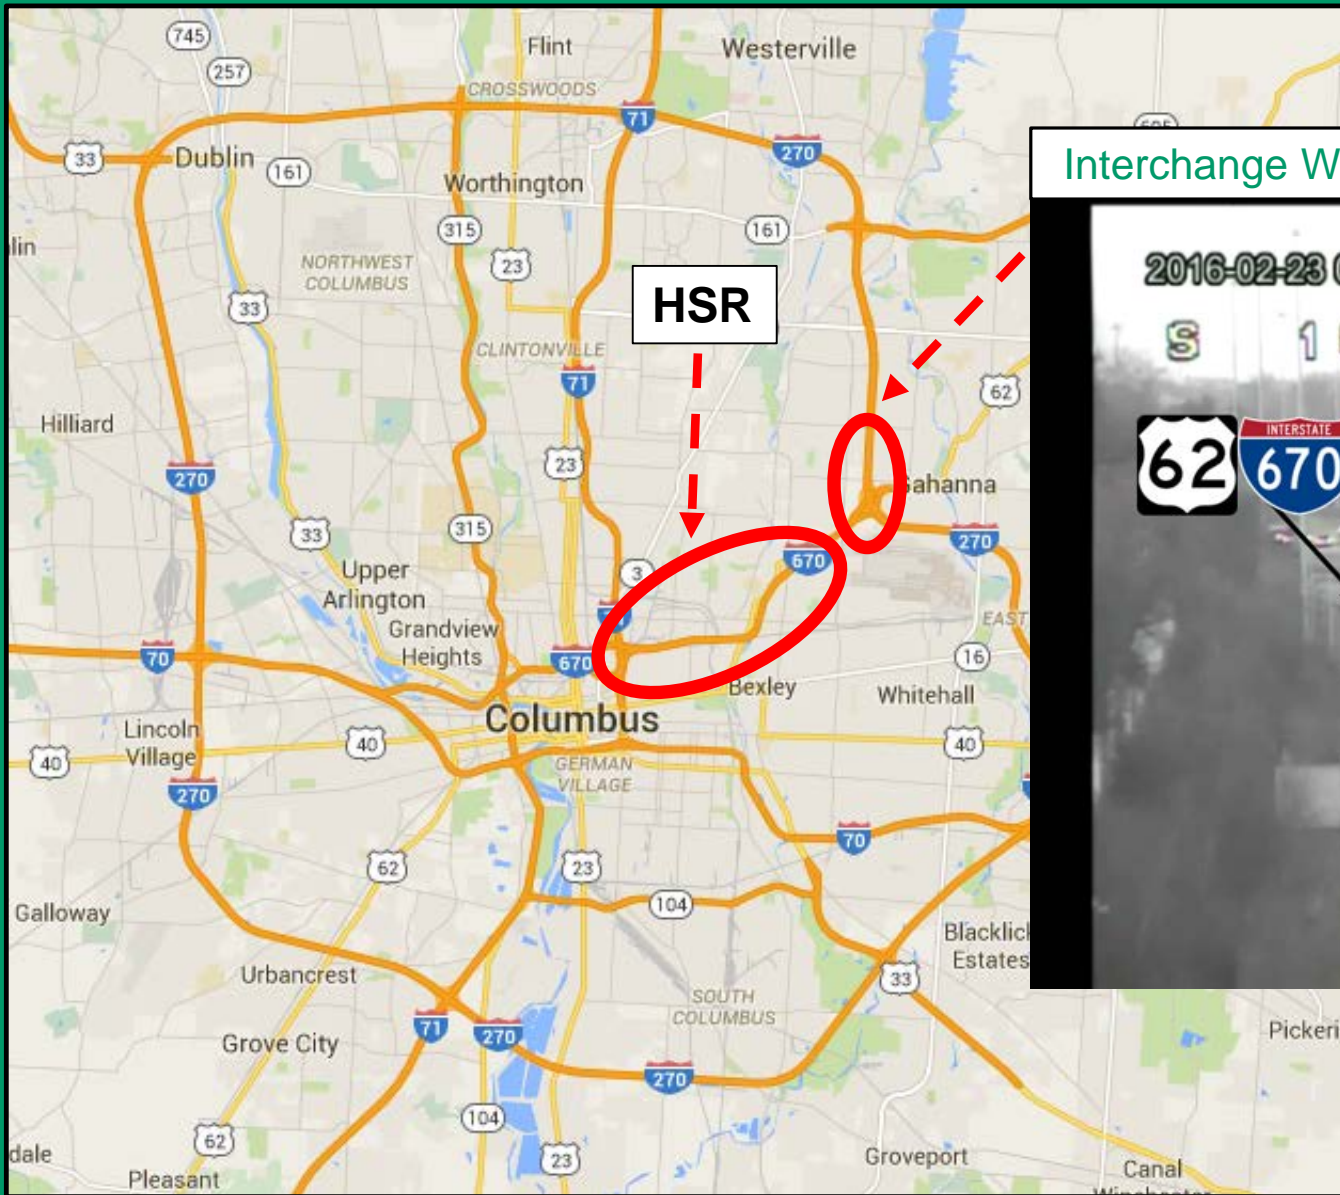 745
Flint
Westerville
257
CROSSWOODS
71
33
Dublin
161
270
Interchange W
Worthington
315
161
23
NORTHWEST
COLUMBUS
2016-02-23
S 1
HSR
33
CLINTONVILLE
71
62
Hilliard
INTERSTATE
62 670
23
270
ahanna
315
33
270
670
Upper
Arlington
3
EAST
Grandview
Heights
70
670
16
Bexley
Whitehall
Columbus
Lincoln
Village
40
40
40
GERMAN
VILLAGE
270
70
62
23
104
Galloway
Blacklick
Estates
Urbancrest
33
SOUTH
COLUMBUS
71
270
Grove City
Pickeri
270
104
62
dale
23
Groveport
Canal
Pleasant